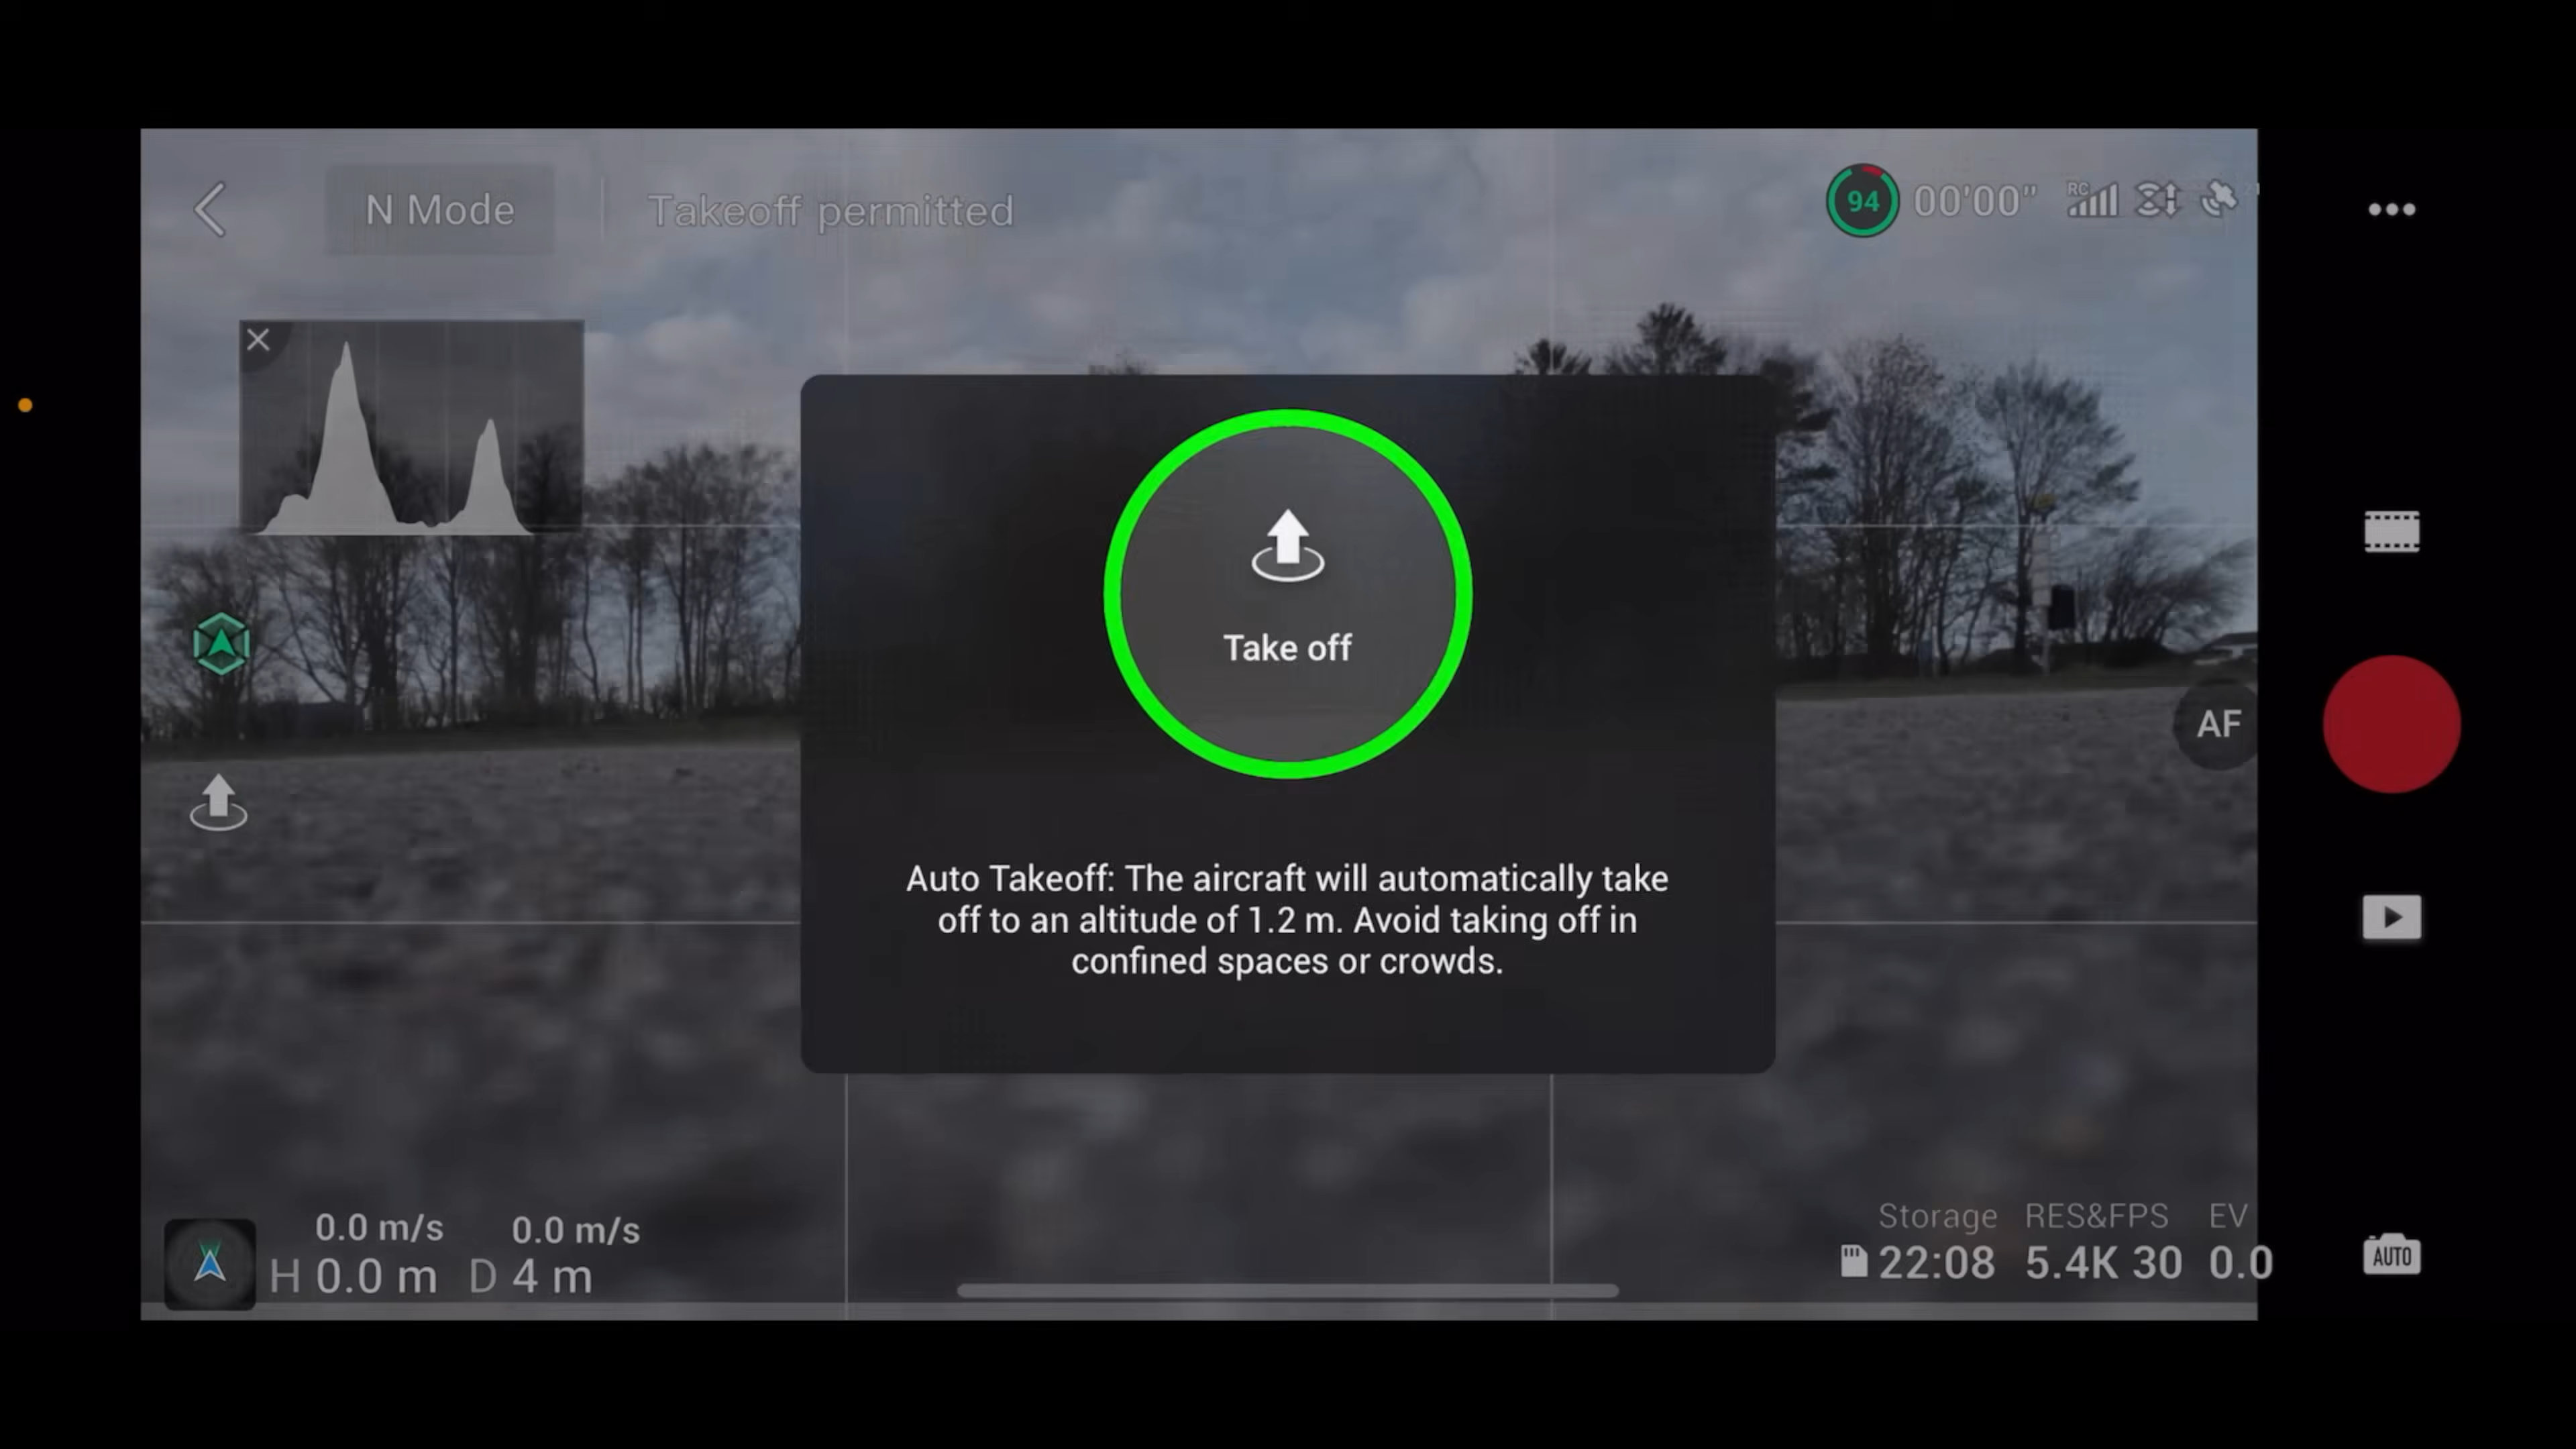 N Mode
Takeoff permitted
94
00'00"
RC
21
Take off
AF
Auto Takeoff: The aircraft will automatically take
off to an altitude of 1.2 m. Avoid taking off in
confined spaces or crowds.
0.0 m/s 0.0 m/s
H 0.0 m D 4 m
Storage RES&FPS EV
22:08 5.4K 30 0.0
AUTO